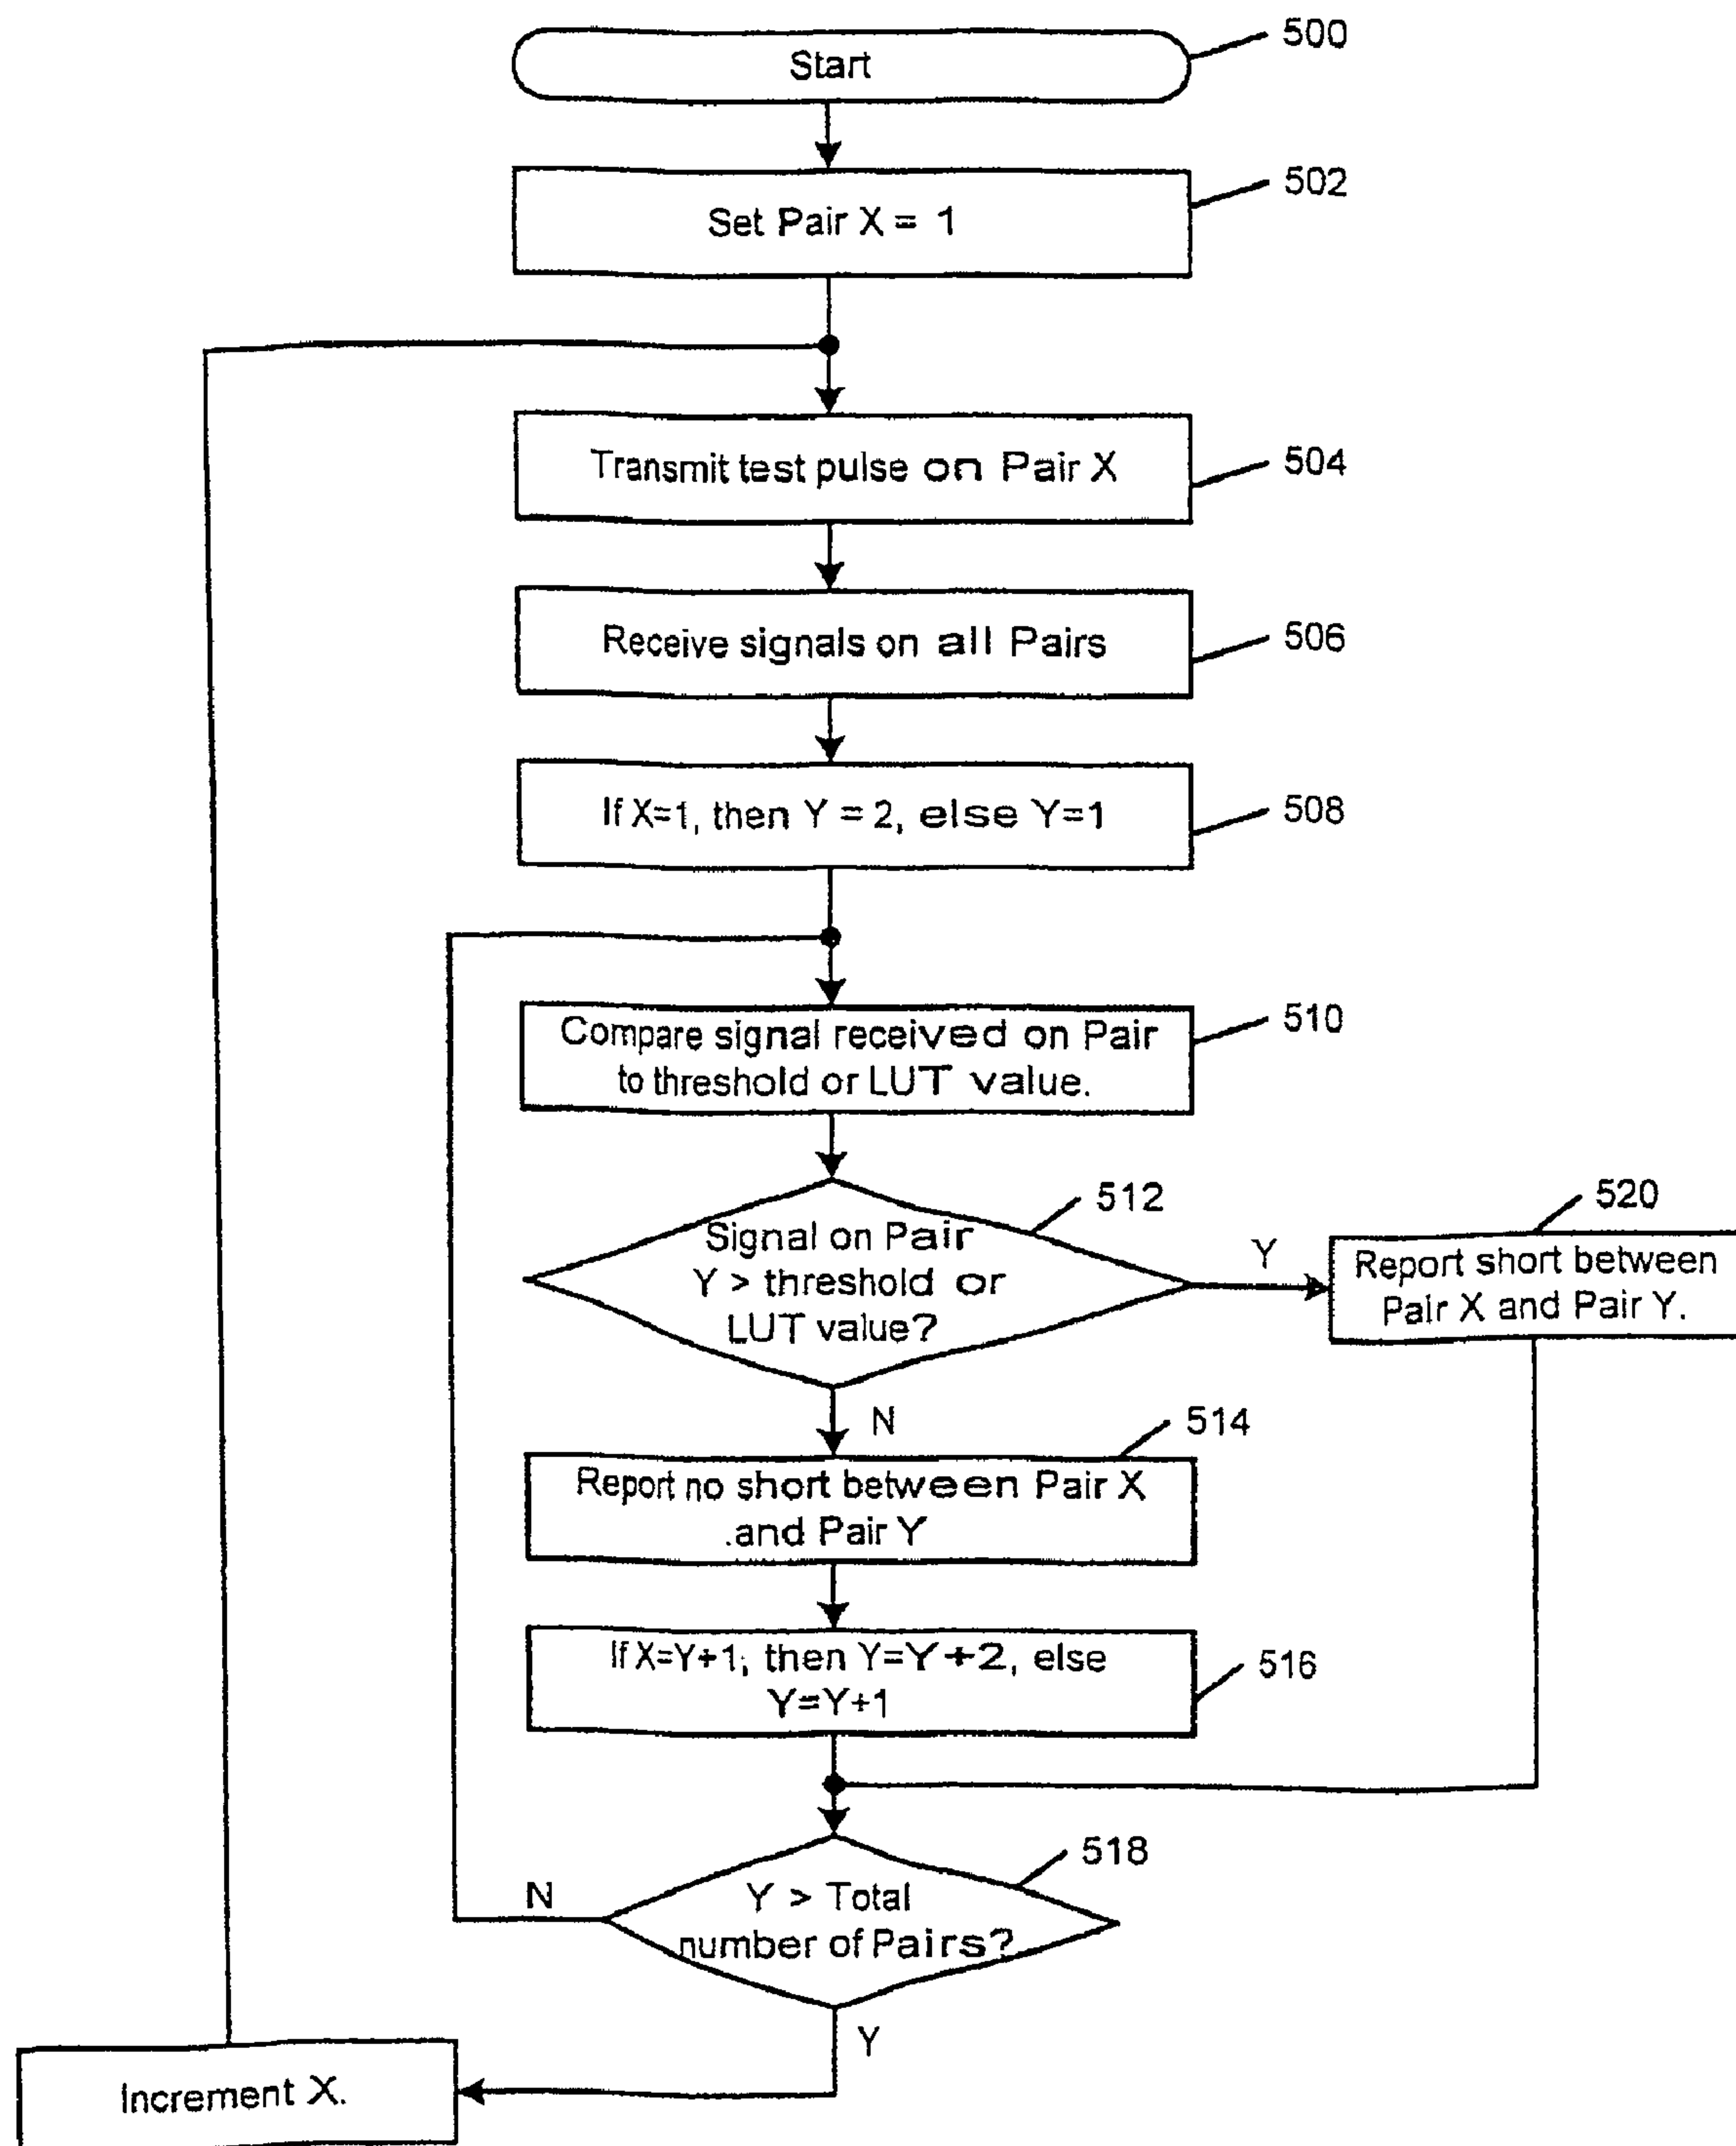 Start
500
Set Pair X = 1
502
Transmit test pulse on Pair X
504
Receive signals on all Pairs
506
If X=1, then Y = 2, else Y=1
508
Compare signal received on Pair
to threshold or LUT value.
510
Signal on Pair
Y > threshold or
LUT value?
512
Y
520
Report short between
Pair X and Pair Y.
N
514
Report no short between Pair X
.and Pair Y
If X=Y+1, then Y=Y+2, else
Y=Y+1
516
518
Y > Total
number of Pairs?
N
Y
Increment X.